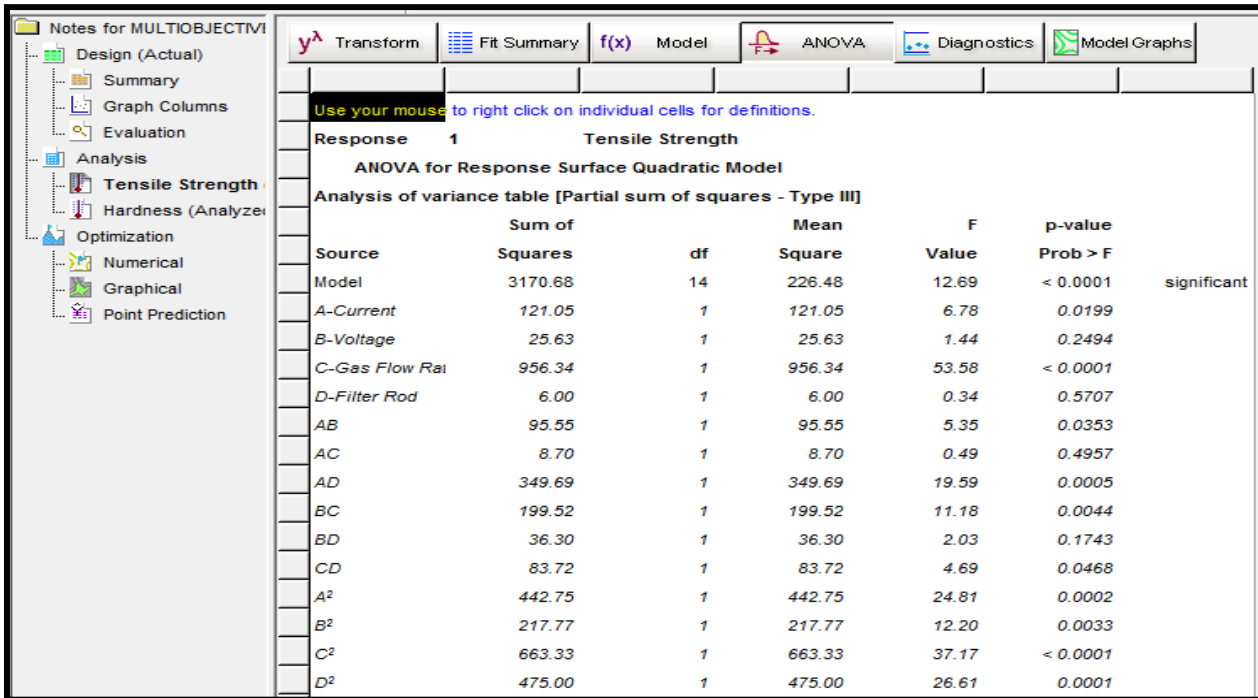 Notes for MULTIOBJECTIVE
Design (Actual)
Summary
Graph Columns
Evaluation
Analysis
Tensile Strength
Hardness (Analyzed
Optimization
Numerical
Graphical
Point Prediction
yλ Transform Fit Summary f(x) Model ANOVA Diagnostics Model Graphs
Use your mouse to right click on individual cells for definitions.
Response 1 Tensile Strength
ANOVA for Response Surface Quadratic Model
Analysis of variance table [Partial sum of squares - Type III]
Sum of Mean F p-value
Source Squares df Square Value Prob > F
Model 3170.68 14 226.48 12.69 < 0.0001 significant
A-Current 121.05 1 121.05 6.78 0.0199
B-Voltage 25.63 1 25.63 1.44 0.2494
C-Gas Flow Rat 956.34 1 956.34 53.58 < 0.0001
D-Filter Rod 6.00 1 6.00 0.34 0.5707
AB 95.55 1 95.55 5.35 0.0353
AC 8.70 1 8.70 0.49 0.4957
AD 349.69 1 349.69 19.59 0.0005
BC 199.52 1 199.52 11.18 0.0044
BD 36.30 1 36.30 2.03 0.1743
CD 83.72 1 83.72 4.69 0.0468
A² 442.75 1 442.75 24.81 0.0002
B² 217.77 1 217.77 12.20 0.0033
C² 663.33 1 663.33 37.17 < 0.0001
D² 475.00 1 475.00 26.61 0.0001